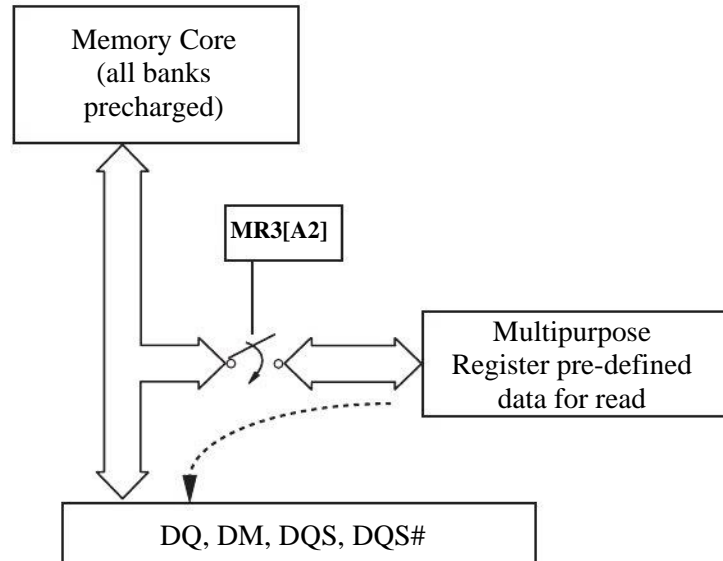 Memory Core
(all banks
precharged)
MR3[A2]
Multipurpose
Register pre-defined
data for read
DQ, DM, DQS, DQS#